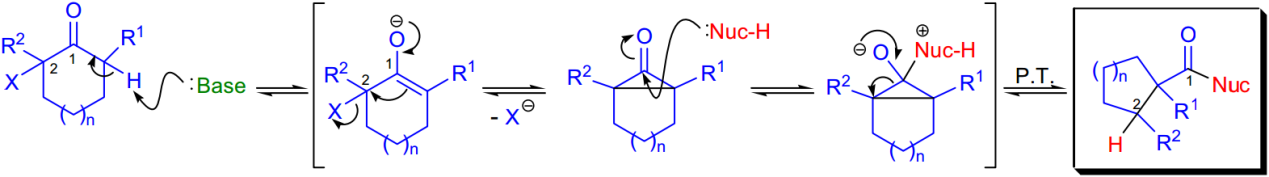 O
R²
R¹
1
2
X
H
( )n
:Base
⊖
O
1
R²
2
R¹
X
( )n
- X⊖
O
:Nuc-H
R²
R¹
( )n
⊖
O
⊕
Nuc-H
R²
R¹
( )n
P.T.
O
( )n
1
Nuc
2
R¹
H
R²